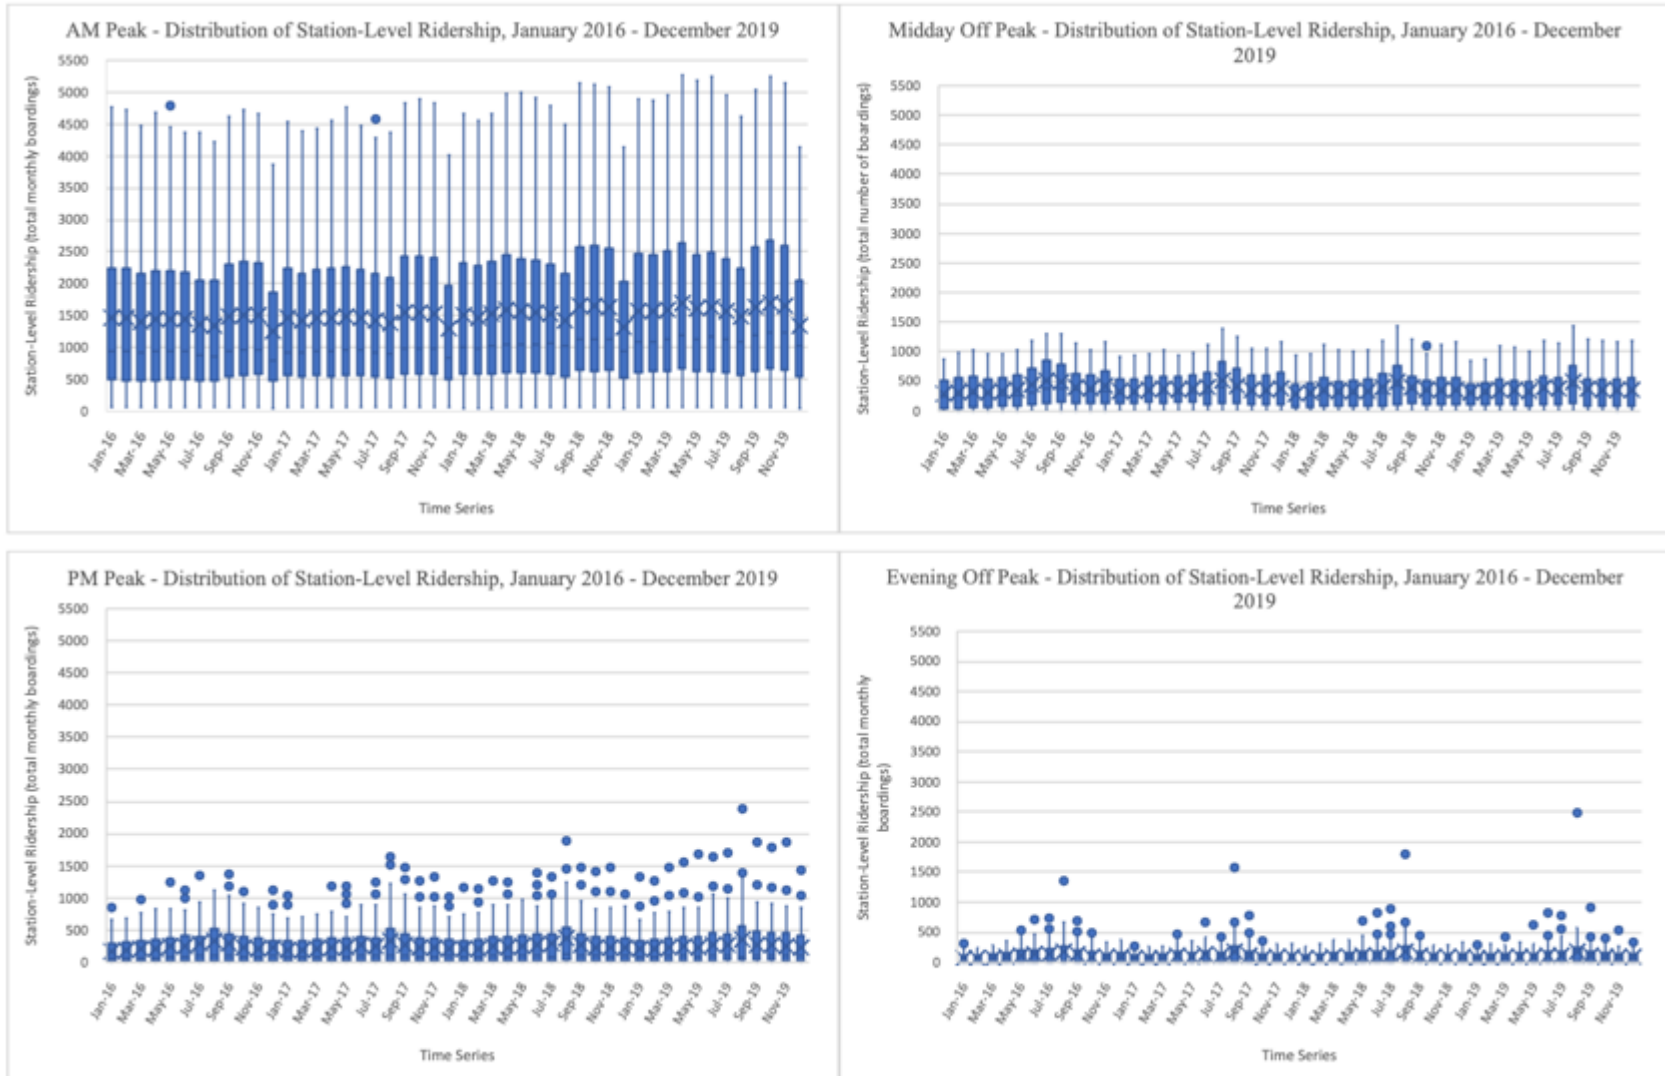 AM Peak - Distribution of Station-Level Ridership, January 2016 - December 2019
Station-Level Ridership (total monthly boardings)
5500
5000
4500
4000
3500
3000
2500
2000
1500
1000
500
0
Jan-16
Mar-16
May-16
Jul-16
Sep-16
Nov-16
Jan-17
Mar-17
May-17
Jul-17
Sep-17
Nov-17
Jan-18
Mar-18
May-18
Jul-18
Sep-18
Nov-18
Jan-19
Mar-19
May-19
Jul-19
Sep-19
Nov-19
Time Series
Midday Off Peak - Distribution of Station-Level Ridership, January 2016 - December
2019
Station-Level Ridership (total number of boardings)
5500
5000
4500
4000
3500
3000
2500
2000
1500
1000
500
0
Jan-16
Mar-16
May-16
Jul-16
Sep-16
Nov-16
Jan-17
Mar-17
May-17
Jul-17
Sep-17
Nov-17
Jan-18
Mar-18
May-18
Jul-18
Sep-18
Nov-18
Jan-19
Mar-19
May-19
Jul-19
Sep-19
Nov-19
Time Series
PM Peak - Distribution of Station-Level Ridership, January 2016 - December 2019
Station-Level Ridership (total monthly boardings)
5500
5000
4500
4000
3500
3000
2500
2000
1500
1000
500
0
Jan-16
Mar-16
May-16
Jul-16
Sep-16
Nov-16
Jan-17
Mar-17
May-17
Jul-17
Sep-17
Nov-17
Jan-18
Mar-18
May-18
Jul-18
Sep-18
Nov-18
Jan-19
Mar-19
May-19
Jul-19
Sep-19
Nov-19
Time Series
Evening Off Peak - Distribution of Station-Level Ridership, January 2016 - December
2019
Station-Level Ridership (total monthly
boardings)
5500
5000
4500
4000
3500
3000
2500
2000
1500
1000
500
0
Jan-16
Mar-16
May-16
Jul-16
Sep-16
Nov-16
Jan-17
Mar-17
May-17
Jul-17
Sep-17
Nov-17
Jan-18
Mar-18
May-18
Jul-18
Sep-18
Nov-18
Jan-19
Mar-19
May-19
Jul-19
Sep-19
Nov-19
Time Series